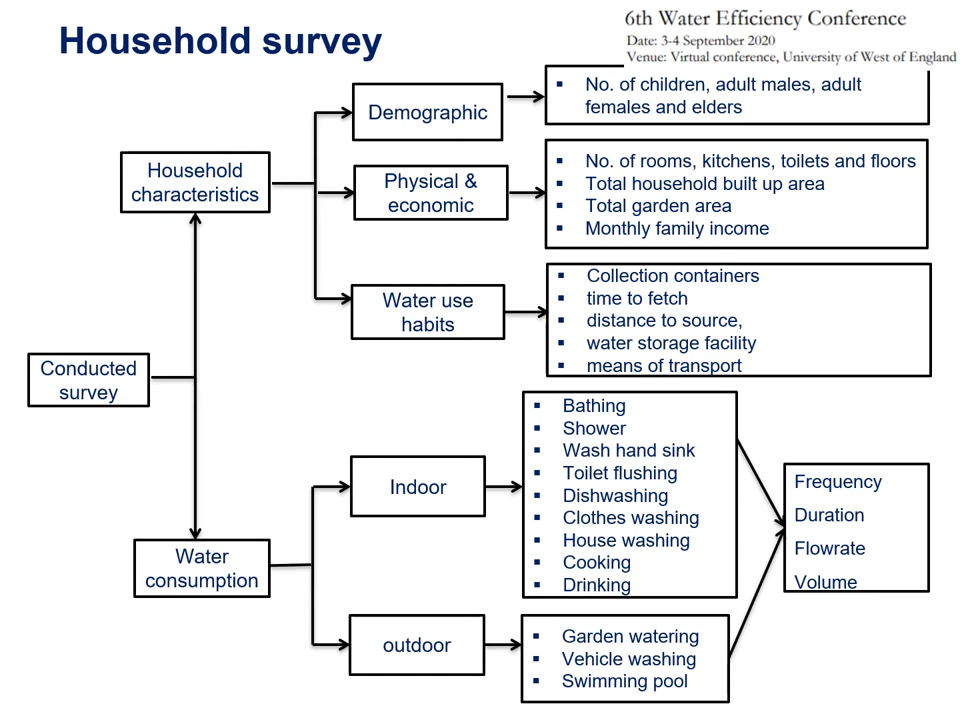 Household survey
6th Water Efficiency Conference
Date: 3-4 September 2020
Venue: Virtual conference, University of West of England
Demographic
▪ No. of children, adult males, adult
females and elders
Household
characteristics
Physical &
economic
▪ No. of rooms, kitchens, toilets and floors
▪ Total household built up area
▪ Total garden area
▪ Monthly family income
Water use
habits
▪ Collection containers
▪ time to fetch
▪ distance to source,
▪ water storage facility
▪ means of transport
Conducted
survey
Water
consumption
Indoor
▪ Bathing
▪ Shower
▪ Wash hand sink
▪ Toilet flushing
▪ Dishwashing
▪ Clothes washing
▪ House washing
▪ Cooking
▪ Drinking
outdoor
▪ Garden watering
▪ Vehicle washing
▪ Swimming pool
Frequency
Duration
Flowrate
Volume